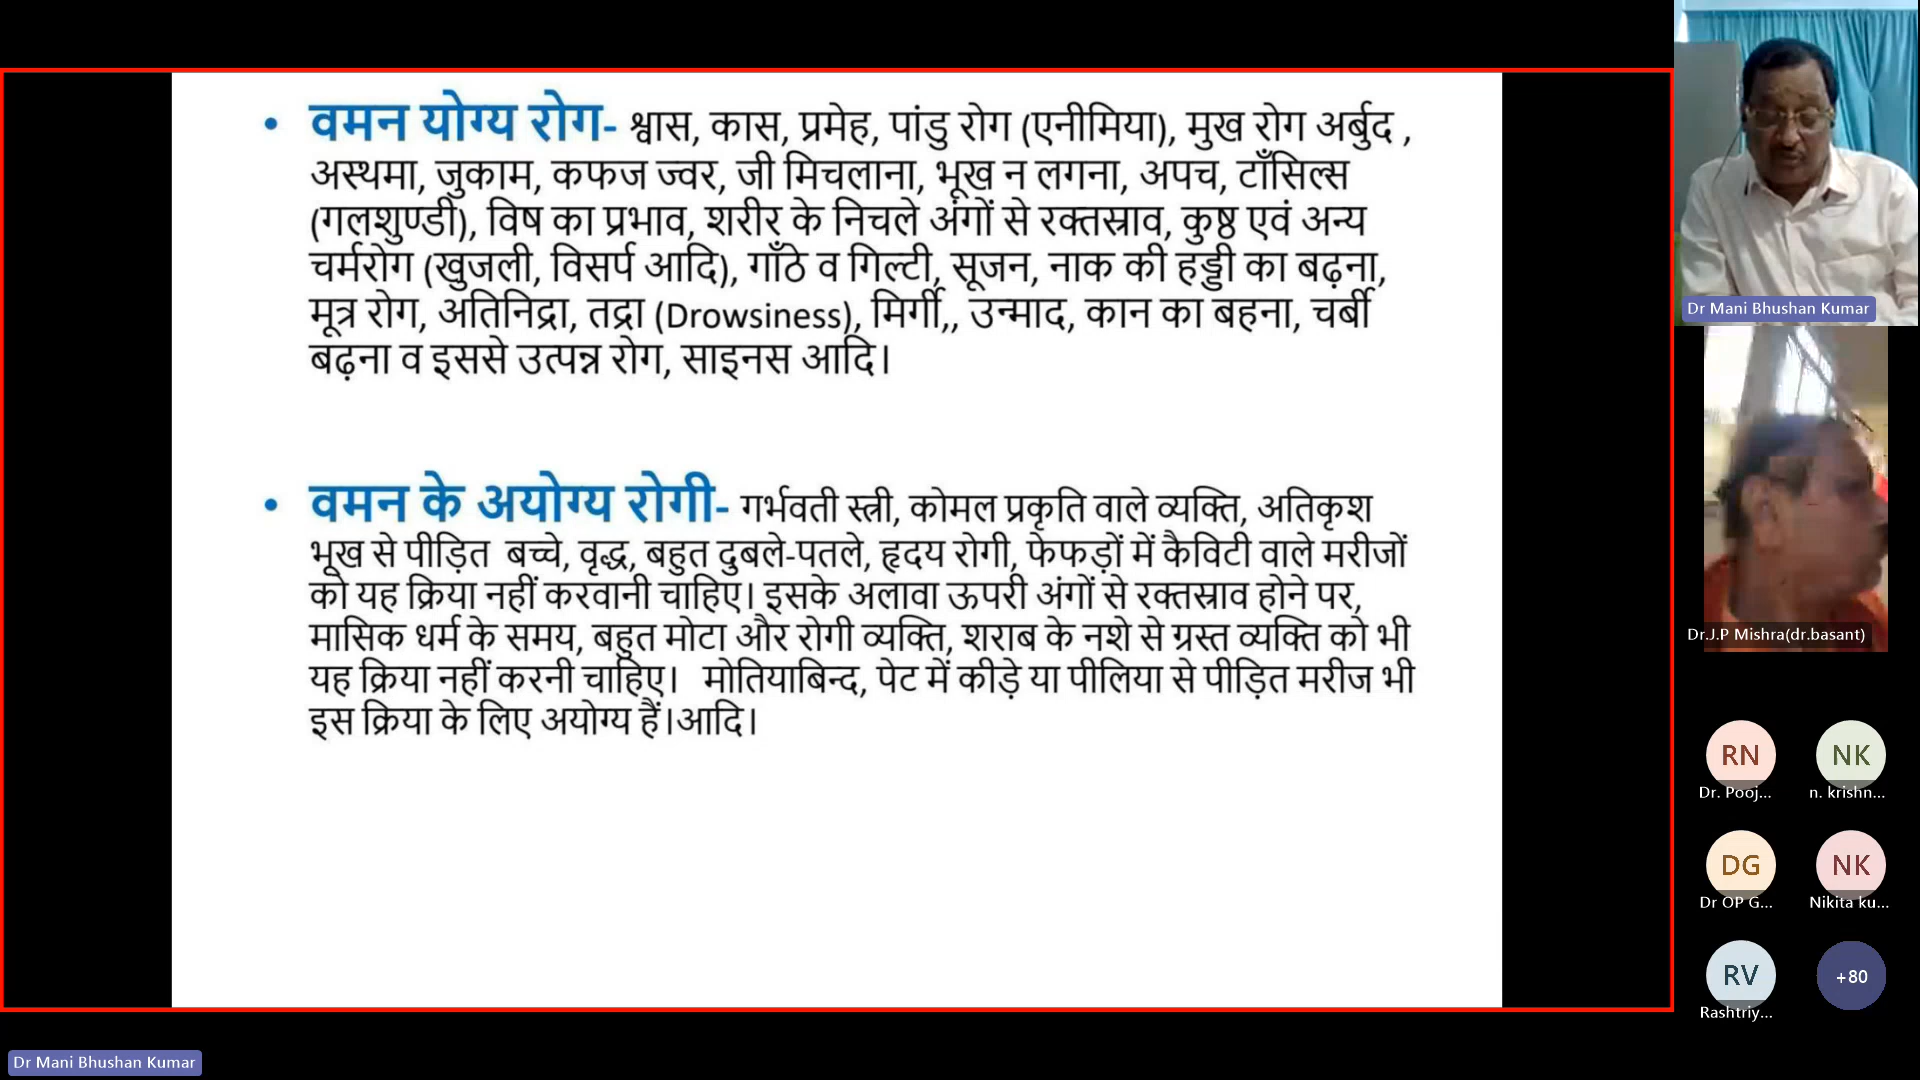 • वमन योग्य रोग- श्वास, कास, प्रमेह, पांडु रोग (एनीमिया), मुख रोग अर्बुद ,
अस्थमा, जुकाम, कफज ज्वर, जी मिचलाना, भूख न लगना, अपच, टाँसिल्स
(गलशुण्डी), विष का प्रभाव, शरीर के निचले अंगों से रक्तस्राव, कुष्ठ एवं अन्य
चर्मरोग (खुजली, विसर्प आदि), गाँठे व गिल्टी, सूजन, नाक की हड्डी का बढ़ना,
मूत्र रोग, अतिनिद्रा, तद्रा (Drowsiness), मिर्गी,, उन्माद, कान का बहना, चर्बी
बढ़ना व इससे उत्पन्न रोग, साइनस आदि।
• वमन के अयोग्य रोगी- गर्भवती स्त्री, कोमल प्रकृति वाले व्यक्ति, अतिकृश
भूख से पीड़ित बच्चे, वृद्ध, बहुत दुबले-पतले, हृदय रोगी, फेफड़ों में कैविटी वाले मरीजों
को यह क्रिया नहीं करवानी चाहिए। इसके अलावा ऊपरी अंगों से रक्तस्राव होने पर,
मासिक धर्म के समय, बहुत मोटा और रोगी व्यक्ति, शराब के नशे से ग्रस्त व्यक्ति को भी
यह क्रिया नहीं करनी चाहिए। मोतियाबिन्द, पेट में कीड़े या पीलिया से पीड़ित मरीज भी
इस क्रिया के लिए अयोग्य हैं।आदि।
Dr Mani Bhushan Kumar
Dr.J.P Mishra(dr.basant)
RN
NK
Dr. Pooj...
n. krishn...
DG
NK
Dr OP G...
Nikita ku...
RV
+80
Rashtriy...
Dr Mani Bhushan Kumar